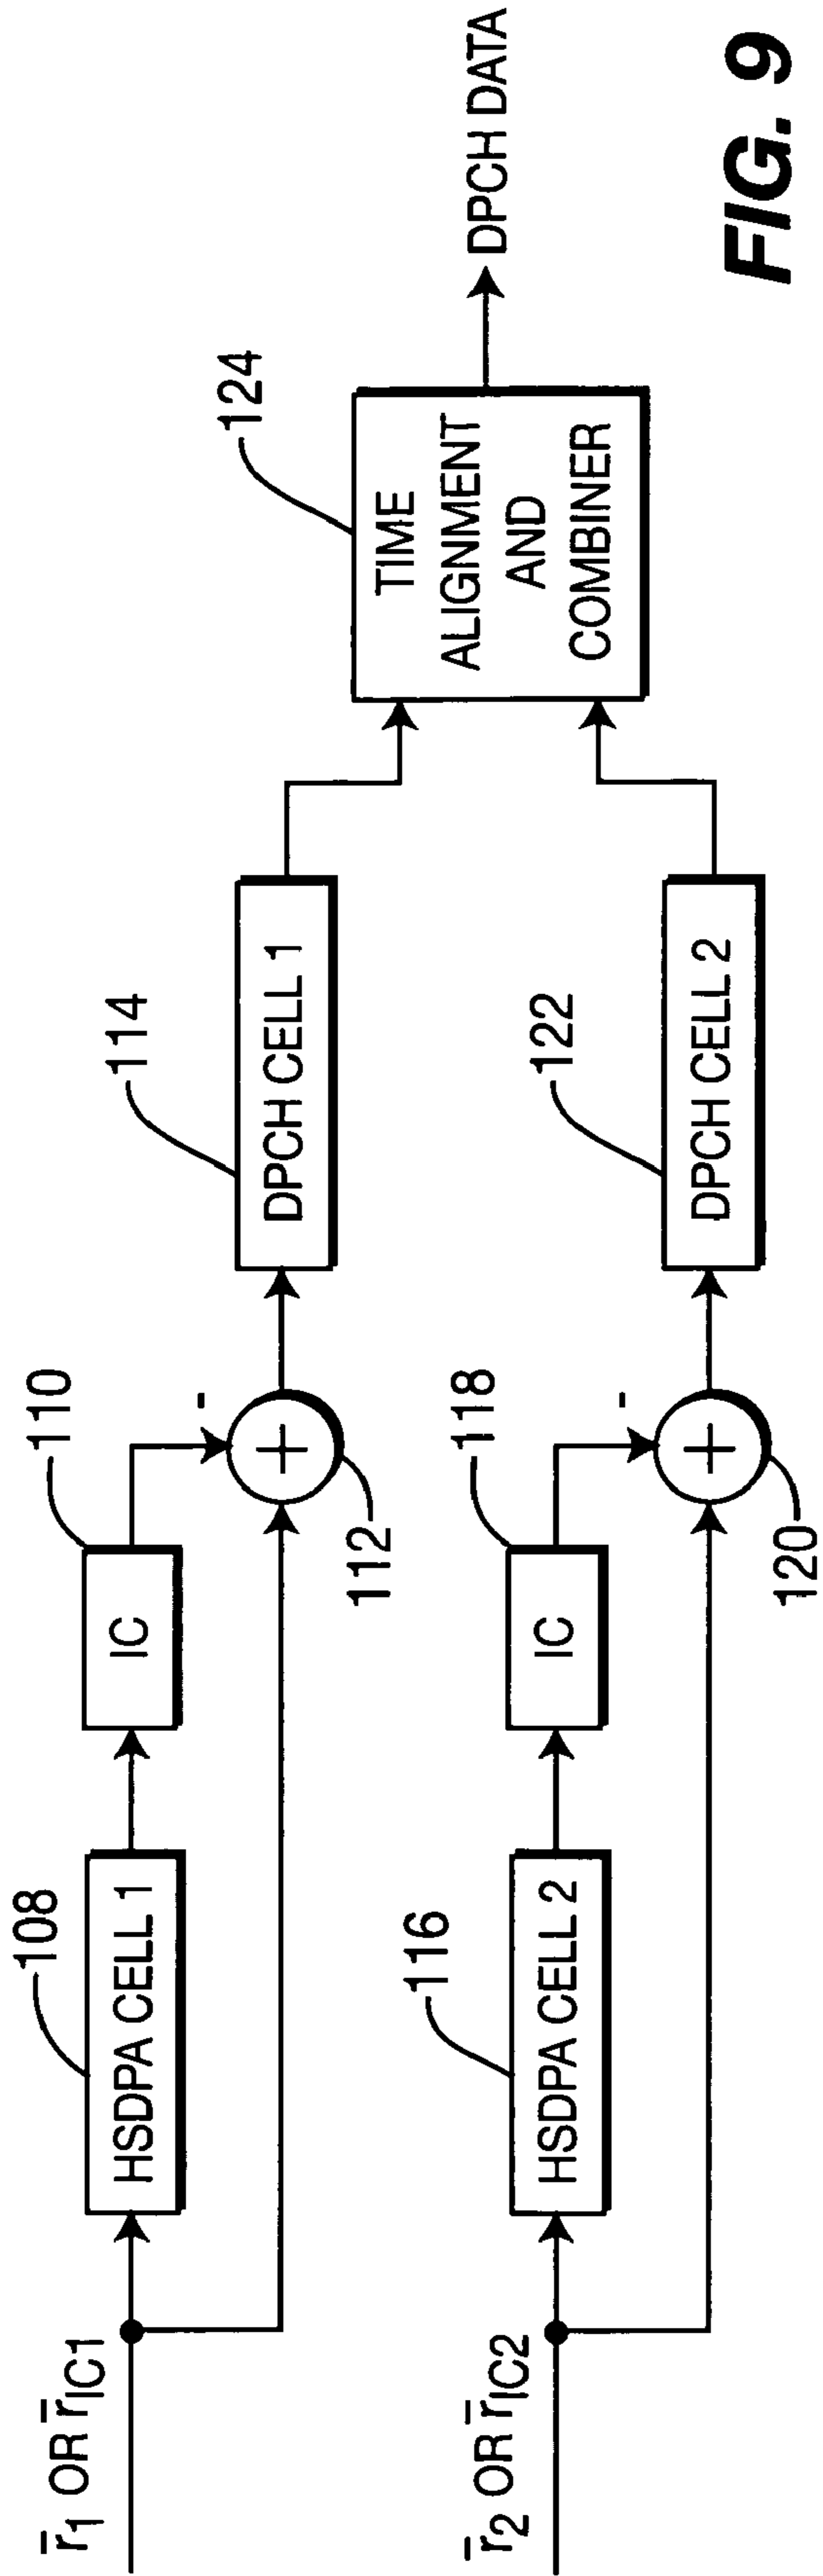 r̄1 OR r̄IC1
108
HSDPA CELL 1
110
IC
-
+
112
114
DPCH CELL 1
r̄2 OR r̄IC2
116
HSDPA CELL 2
118
IC
-
+
120
122
DPCH CELL 2
124
TIME
ALIGNMENT
AND
COMBINER
DPCH DATA
FIG. 9